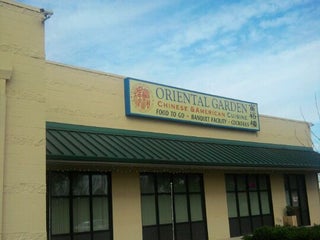 ORIENTAL GARDEN
CHINESE & AMERICAN CUISINE
FOOD TO GO - BANQUET FACILITY - COCKTAILS